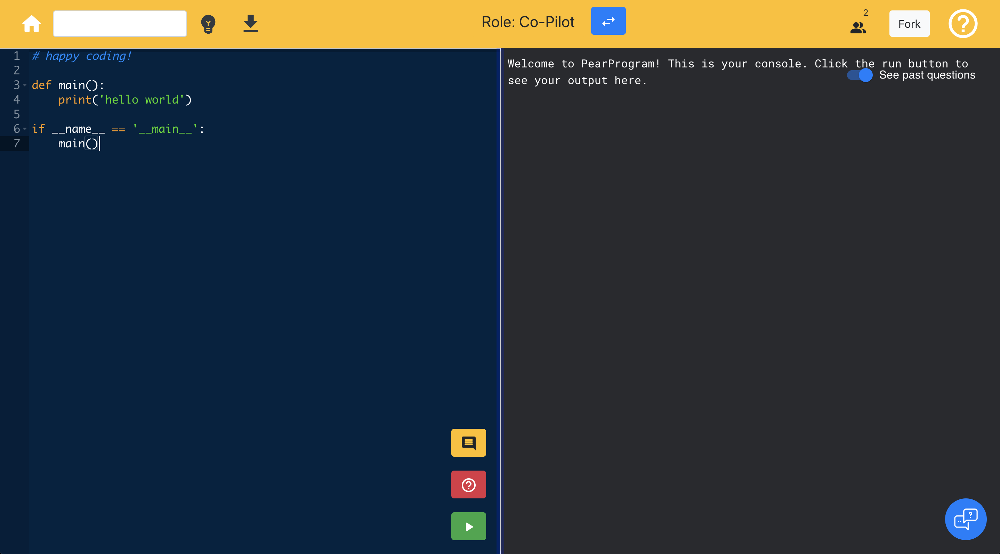 Role: Co-Pilot
2
Fork
1 # happy coding!
2
3 def main():
4     print('hello world')
5
6 if __name__ == '__main__':
7     main()
Welcome to PearProgram! This is your console. Click the run button to
see your output here.
See past questions